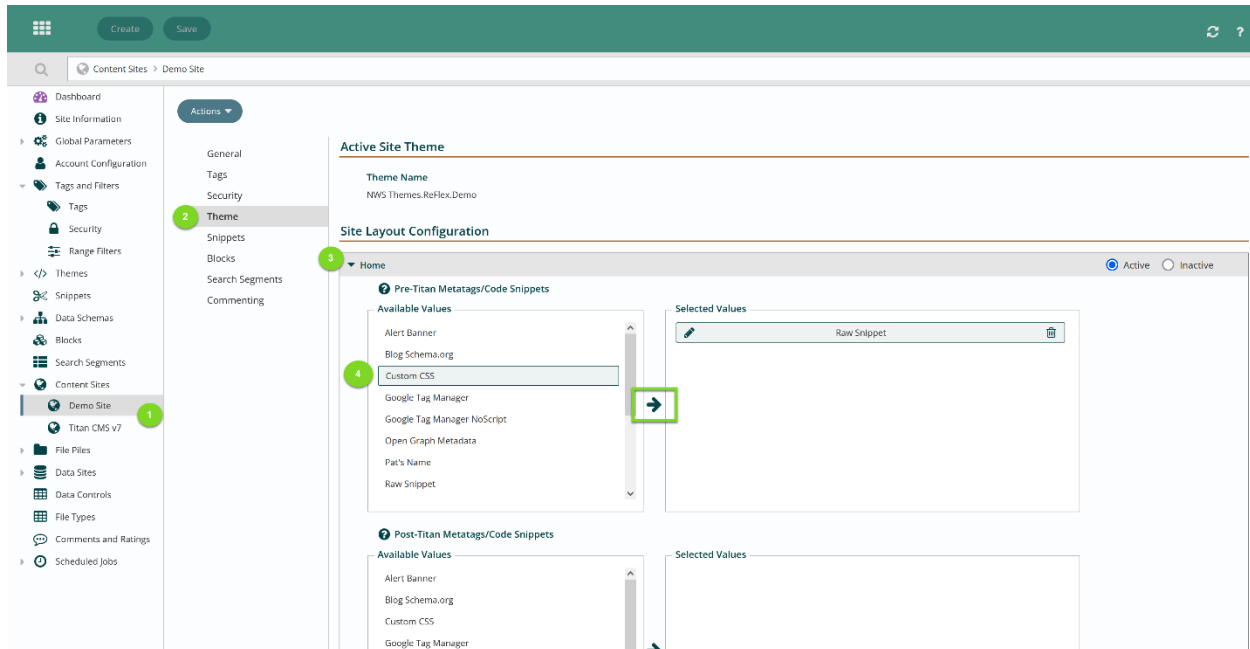 Create Save ?
Content Sites > Demo Site
Dashboard
Site Information
Global Parameters
Account Configuration
Tags and Filters
Tags
Security
Range Filters
Themes
Snippets
Data Schemas
Blocks
Search Segments
Content Sites
Demo Site
1
Titan CMS v7
File Piles
Data Sites
Data Controls
File Types
Comments and Ratings
Scheduled Jobs
Actions
General
Tags
Security
2 Theme
Snippets
Blocks
Search Segments
Commenting
Active Site Theme
Theme Name
NWS Themes.ReFlex.Demo
Site Layout Configuration
3 Home Active Inactive
? Pre-Titan Metatags/Code Snippets
Available Values
Alert Banner
Blog Schema.org
4 Custom CSS
Google Tag Manager
Google Tag Manager NoScript
Open Graph Metadata
Pat's Name
Raw Snippet
Selected Values
Raw Snippet
? Post-Titan Metatags/Code Snippets
Available Values
Alert Banner
Blog Schema.org
Custom CSS
Google Tag Manager
Selected Values